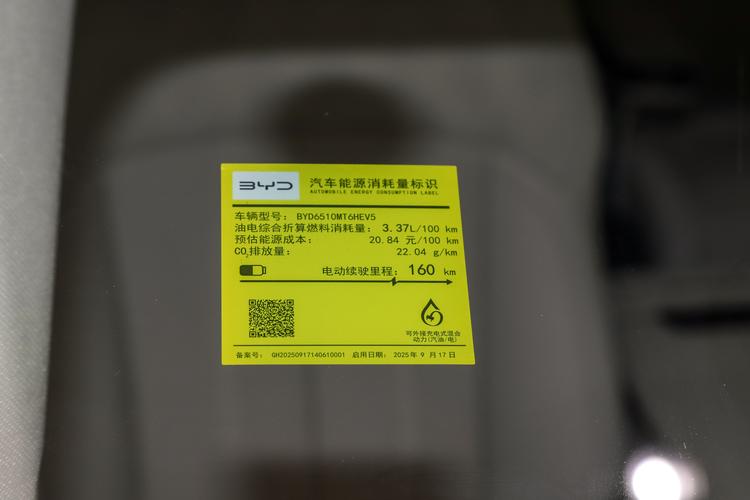 BYD
汽车能源消耗量标识
AUTOMOBILE ENERGY CONSUMPTION LABEL
车辆型号： BYD6510MT6HEV5
油电综合折算燃料消耗量： 3.37L/100 km
预估能源成本： 20.84 元/100 km
CO₂排放量： 22.04 g/km
电动续驶里程： 160 km
可外接充电式混合
动力(汽油/电)
备案号： GH20250917140610001 启用日期： 2025年 9 月17日